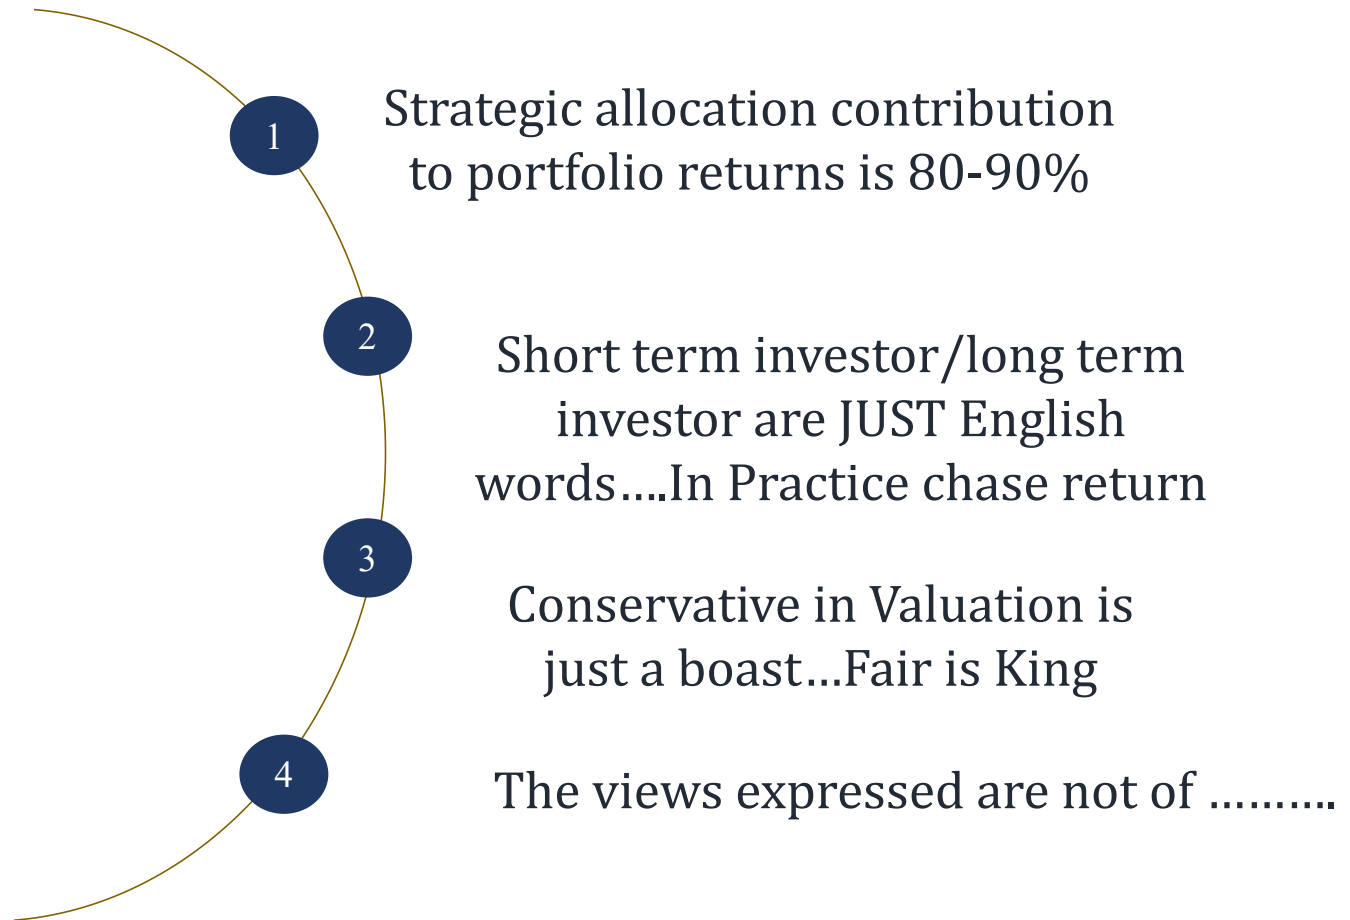 1
Strategic allocation contribution
to portfolio returns is 80-90%
2
Short term investor/long term
investor are JUST English
words….In Practice chase return
3
Conservative in Valuation is
just a boast…Fair is King
4
The views expressed are not of ……….